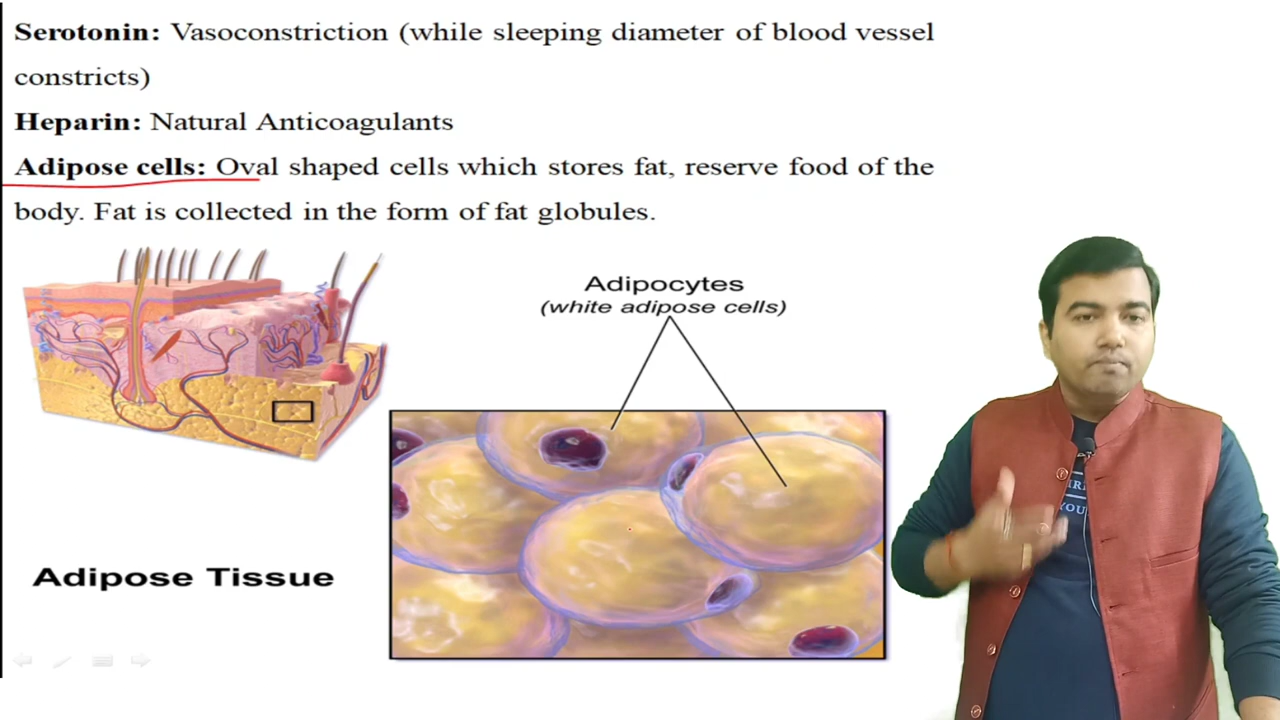 Serotonin: Vasoconstriction (while sleeping diameter of blood vessel
constricts)
Heparin: Natural Anticoagulants
Adipose cells: Oval shaped cells which stores fat, reserve food of the
body. Fat is collected in the form of fat globules.
Adipocytes
(white adipose cells)
Adipose Tissue
YOU